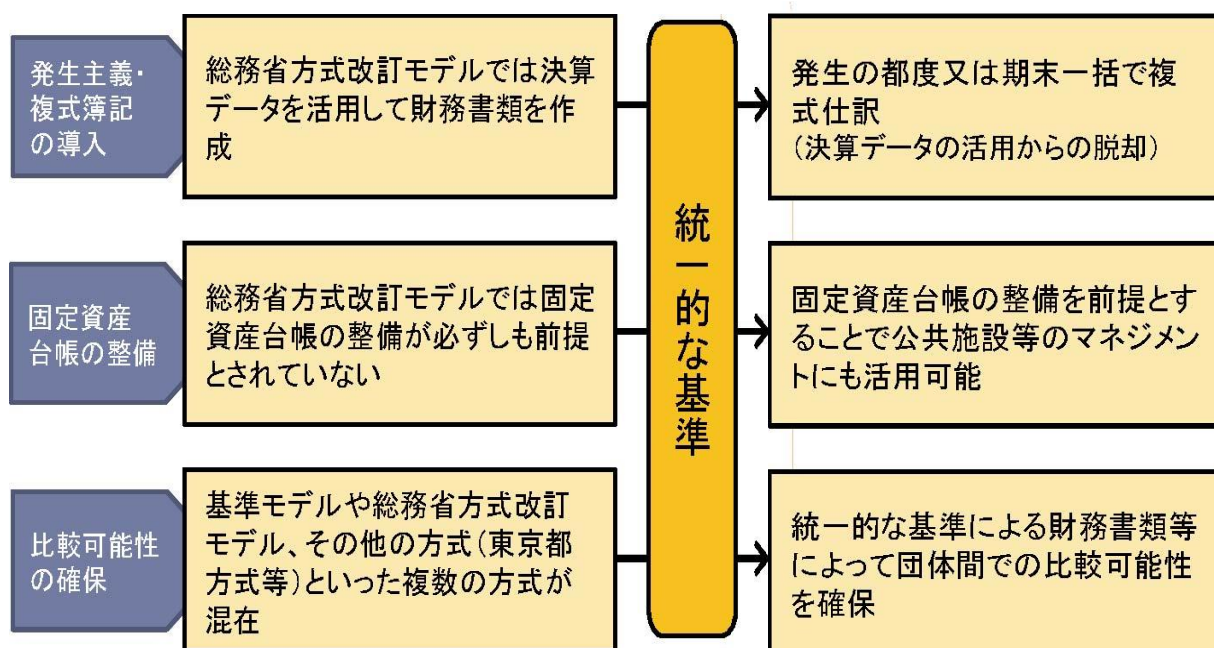 発生主義・
複式簿記
の導入
総務省方式改訂モデルでは決算
データを活用して財務書類を作
成
発生の都度又は期末一括で複
式仕訳
(決算データの活用からの脱却)
統一的な基準
固定資産
台帳の整備
総務省方式改訂モデルでは固定
資産台帳の整備が必ずしも前提
とされていない
固定資産台帳の整備を前提とす
ることで公共施設等のマネジメン
トにも活用可能
比較可能性
の確保
基準モデルや総務省方式改訂
モデル、その他の方式(東京都
方式等)といった複数の方式が
混在
統一的な基準による財務書類等
によって団体間での比較可能性
を確保